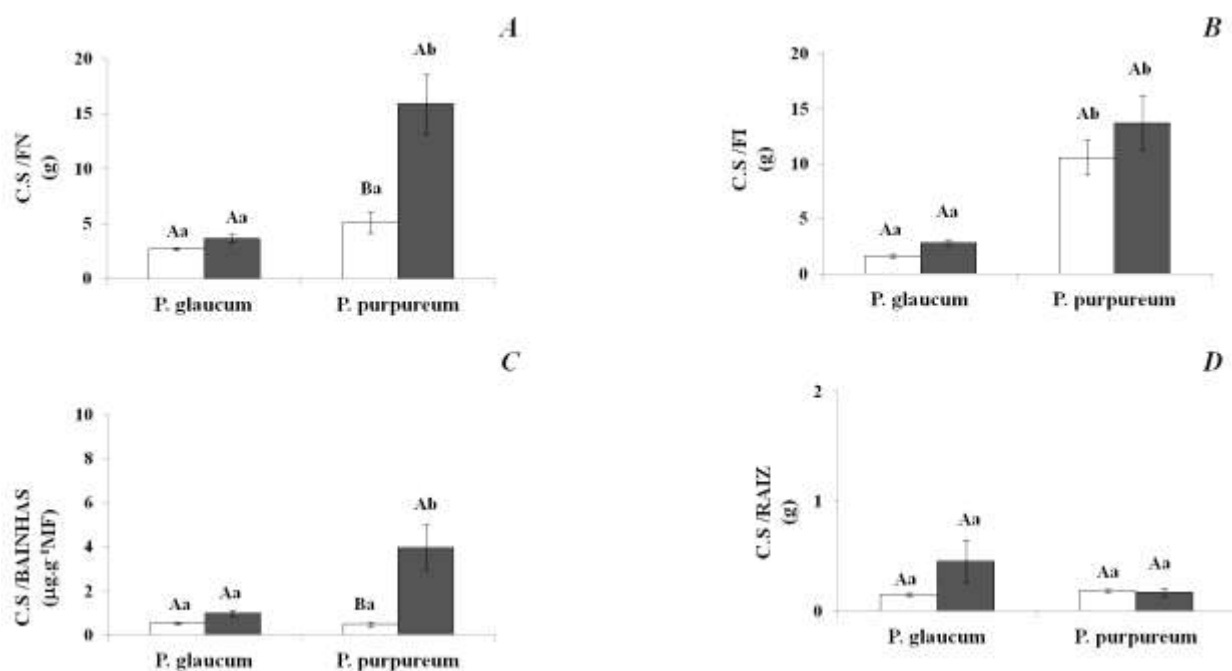 A
C.S /FN
(g)
20
15
10
5
0
Aa
Aa
Ba
Ab
P. glaucum
P. purpureum
B
C.S /FI
(g)
20
15
10
5
0
Aa
Aa
Ab
Ab
P. glaucum
P. purpureum
C
C.S /BAINHAS
(µg.g⁻¹MF)
10
8
6
4
2
0
Aa
Aa
Ba
Ab
P. glaucum
P. purpureum
D
C.S /RAIZ
(g)
2
1
0
Aa
Aa
Aa
Aa
P. glaucum
P. purpureum